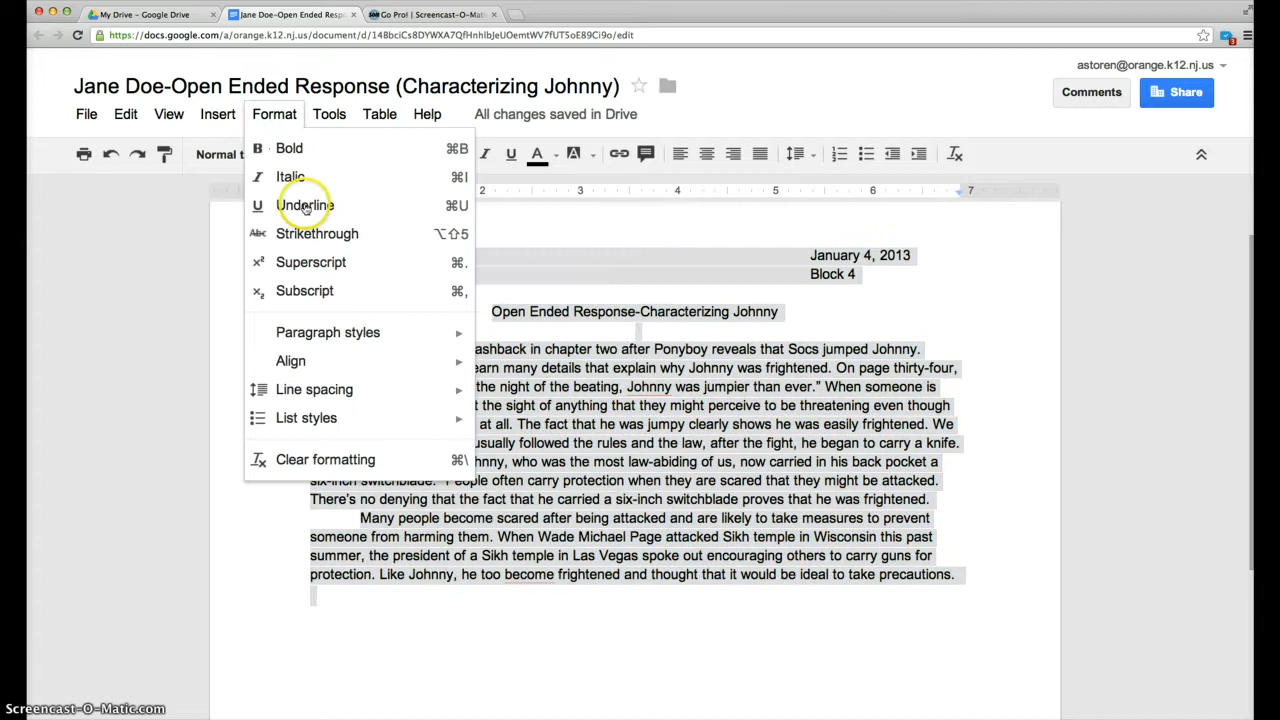 My Drive - Google Drive
Jane Doe-Open Ended Resp
Go Pro! | Screencast-O-Mat
https://docs.google.com/a/orange.k12.nj.us/document/d/14BbciCs8DYWXA7QfHnhlbJeUOemtWV7fUT5oE89Ci9o/edit
3
astoren@orange.k12.nj.us
Jane Doe-Open Ended Response (Characterizing Johnny)
Comments
Share
File Edit View Insert Format Tools Table Help All changes saved in Drive
Normal t
B Bold ⌘B
I Italic ⌘I
U Underline ⌘U
Abc Strikethrough ⌥⇧5
x² Superscript ⌘.
x₂ Subscript ⌘,
Paragraph styles
Align
Line spacing
List styles
Clear formatting ⌘\
2 3 4 5 6 7
January 4, 2013
Block 4
Open Ended Response-Characterizing Johnny
ashback in chapter two after Ponyboy reveals that Socs jumped Johnny.
earn many details that explain why Johnny was frightened. On page thirty-four,
the night of the beating, Johnny was jumpier than ever.” When someone is
t the sight of anything that they might perceive to be threatening even though
at all. The fact that he was jumpy clearly shows he was easily frightened. We
usually followed the rules and the law, after the fight, he began to carry a knife.
hnny, who was the most law-abiding of us, now carried in his back pocket a
six-inch switchblade.” People often carry protection when they are scared that they might be attacked.
There’s no denying that the fact that he carried a six-inch switchblade proves that he was frightened.
Many people become scared after being attacked and are likely to take measures to prevent
someone from harming them. When Wade Michael Page attacked Sikh temple in Wisconsin this past
summer, the president of a Sikh temple in Las Vegas spoke out encouraging others to carry guns for
protection. Like Johnny, he too become frightened and thought that it would be ideal to take precautions.
Screencast-O-Matic.com